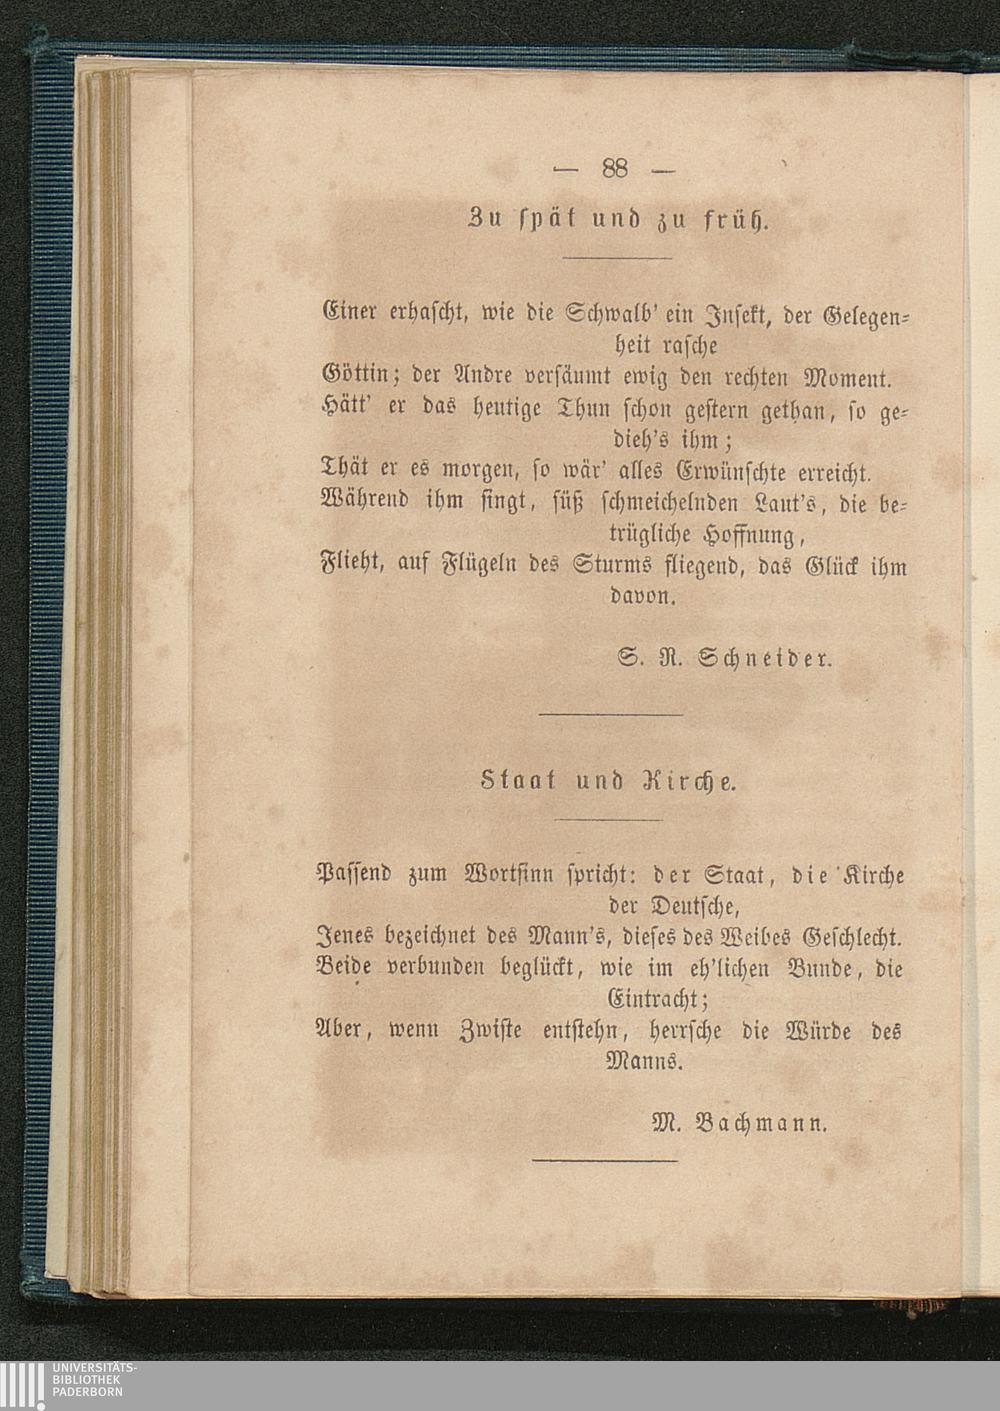 — 88 —
Zu spät und zu früh.
Einer erhascht, wie die Schwalb' ein Insekt, der Gelegen-
heit rasche
Göttin; der Andre versäumt ewig den rechten Moment.
Hätt' er das heutige Thun schon gestern gethan, so ge-
dieh's ihm;
Thät er es morgen, so wär' alles Erwünschte erreicht.
Während ihm singt, süß schmeichelnden Laut's, die be-
trügliche Hoffnung,
Flieht, auf Flügeln des Sturms fliegend, das Glück ihm
davon.
S. R. Schneider.
Staat und Kirche.
Passend zum Wortsinn spricht: der Staat, die Kirche
der Deutsche,
Jenes bezeichnet des Mann's, dieses des Weibes Geschlecht.
Beide verbunden beglückt, wie im eh'lichen Bunde, die
Eintracht;
Aber, wenn Zwiste entstehn, herrsche die Würde des
Manns.
M. Bachmann.
UNIVERSITÄTS-
BIBLIOTHEK
PADERBORN